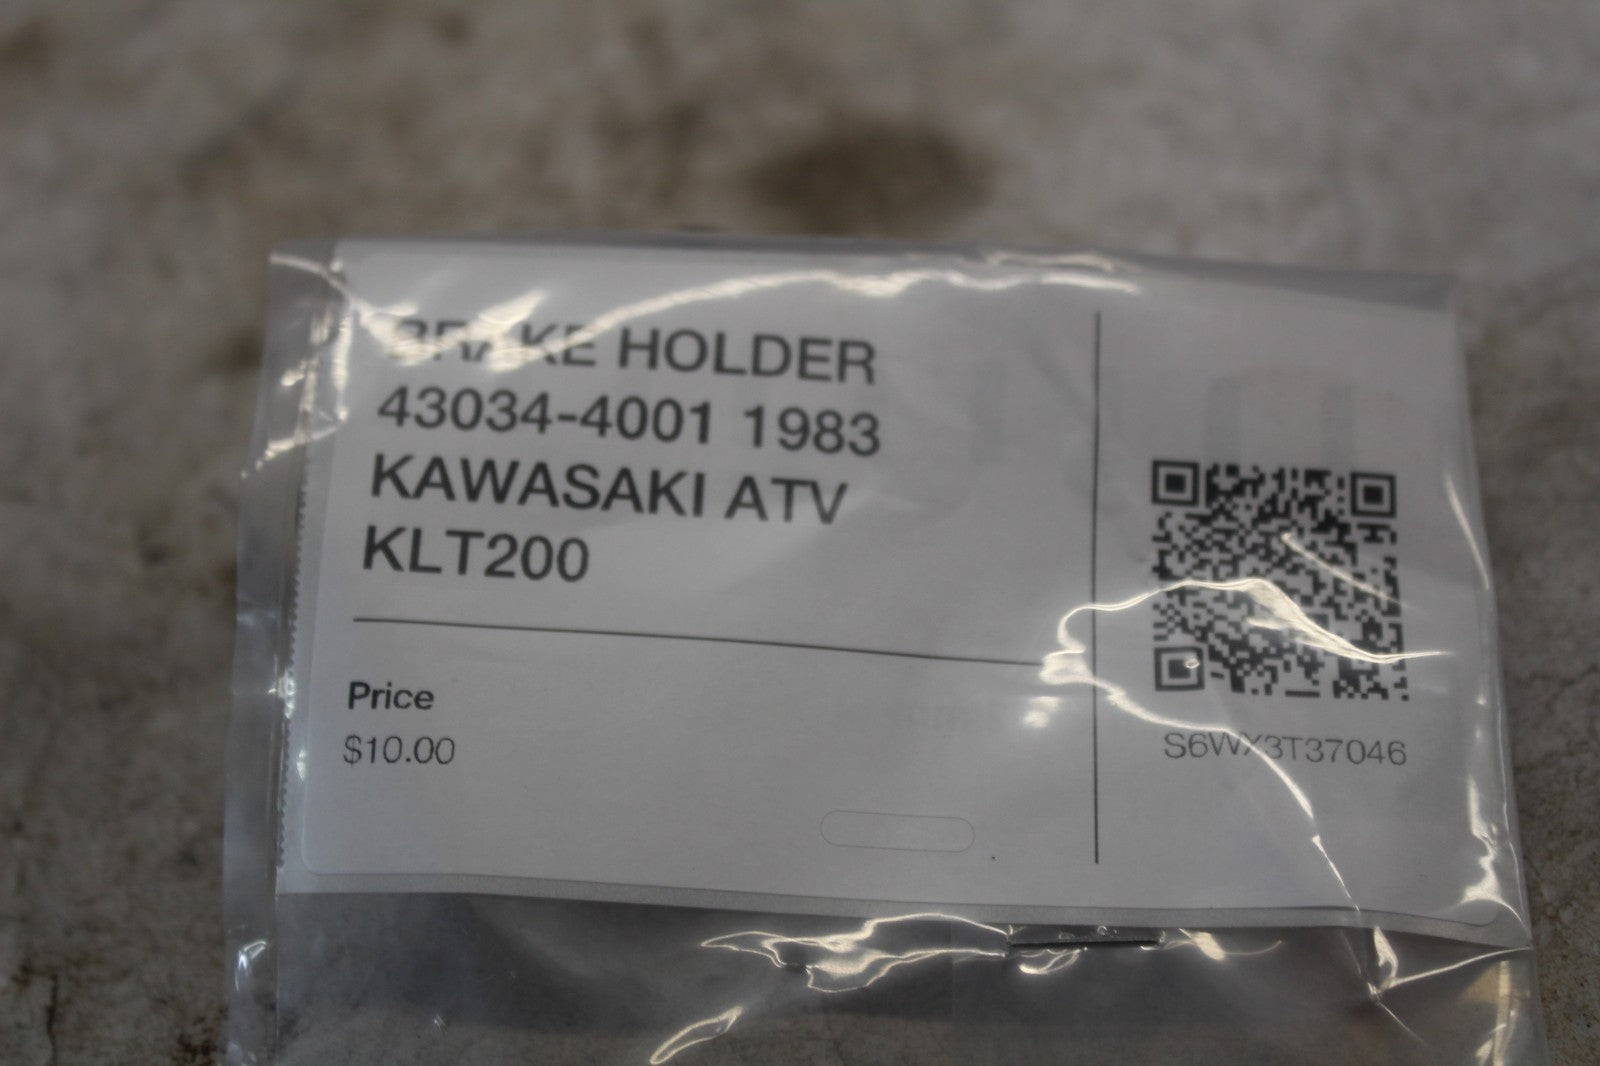 BRAKE HOLDER
43034-4001 1983
KAWASAKI ATV
KLT200
Price
$10.00
S6WX3T37046